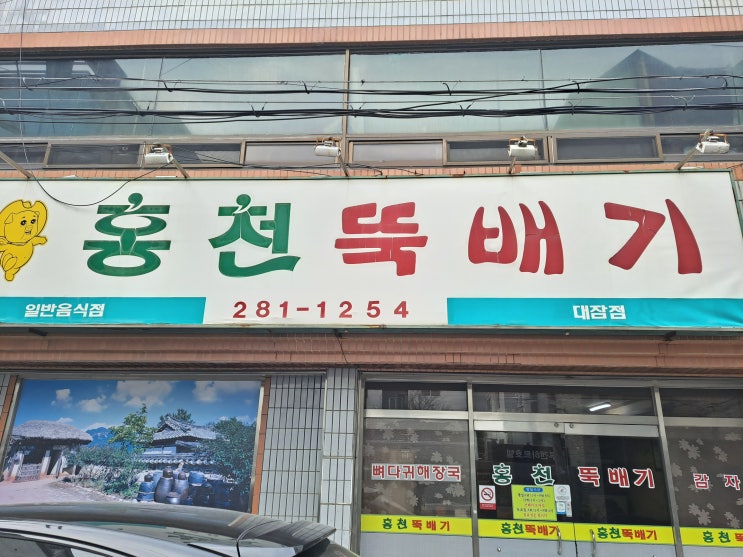 홍천뚝배기
일반음식점
281-1254
대잠점
뼈다귀해장국
홍천 뚝배기
감자
홍천뚝배기
홍천뚝배기
홍천뚝배기
홍천